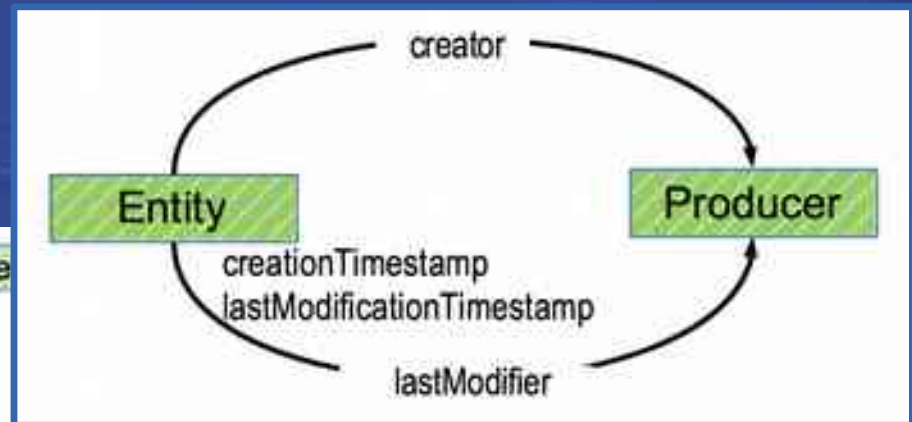 creator
Entity
Producer
creationTimestamp
lastModificationTimestamp
lastModifier